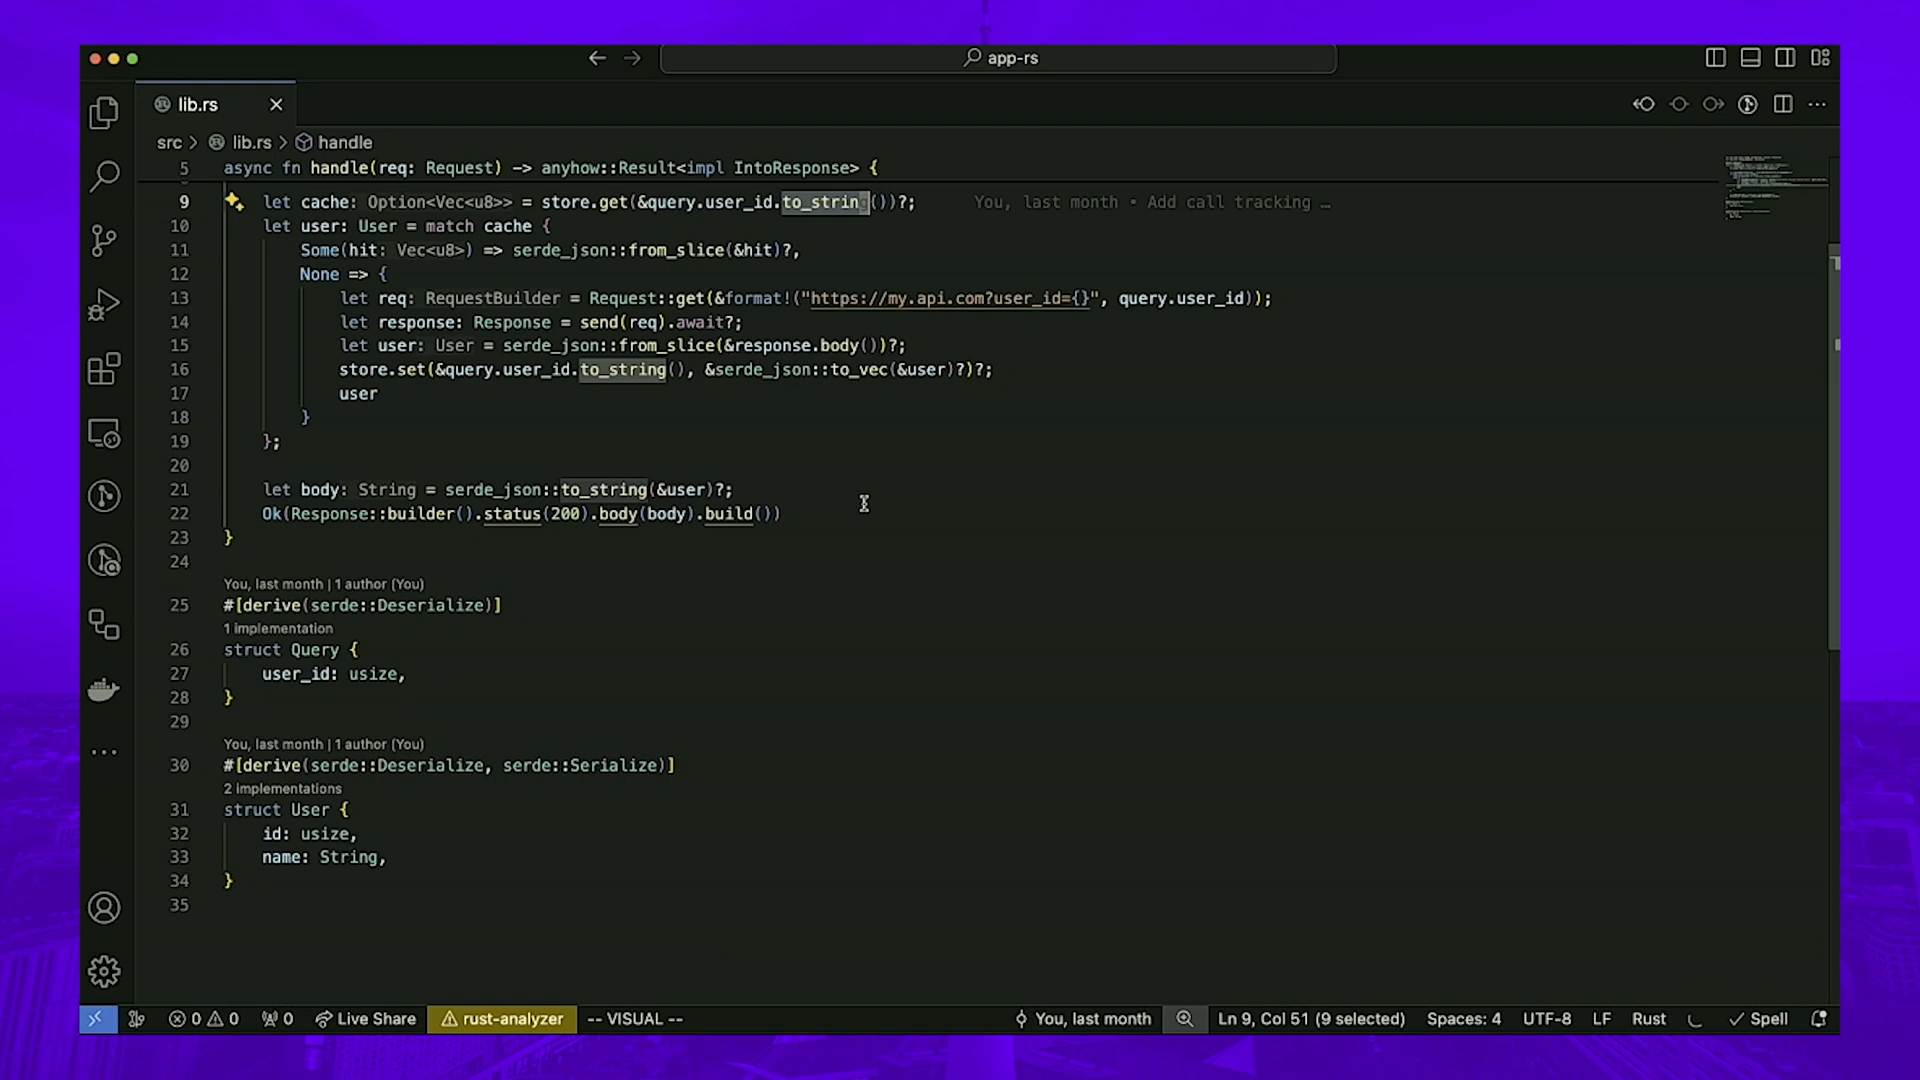 app-rs
lib.rs
src > lib.rs > handle
5 async fn handle(req: Request) -> anyhow::Result<impl IntoResponse> {
9 let cache: Option<Vec<u8>> = store.get(&query.user_id.to_string())?; You, last month • Add call tracking …
10 let user: User = match cache {
11 Some(hit: Vec<u8>) => serde_json::from_slice(&hit)?,
12 None => {
13 let req: RequestBuilder = Request::get(&format!("https://my.api.com?user_id={}", query.user_id));
14 let response: Response = send(req).await?;
15 let user: User = serde_json::from_slice(&response.body())?;
16 store.set(&query.user_id.to_string(), &serde_json::to_vec(&user)?)?;
17 user
18 }
19 };
20
21 let body: String = serde_json::to_string(&user)?;
22 Ok(Response::builder().status(200).body(body).build())
23 }
24
You, last month | 1 author (You)
25 #[derive(serde::Deserialize)]
1 implementation
26 struct Query {
27 user_id: usize,
28 }
29
You, last month | 1 author (You)
30 #[derive(serde::Deserialize, serde::Serialize)]
2 implementations
31 struct User {
32 id: usize,
33 name: String,
34 }
35
0 0 0 Live Share rust-analyzer -- VISUAL -- You, last month Ln 9, Col 51 (9 selected) Spaces: 4 UTF-8 LF Rust Spell